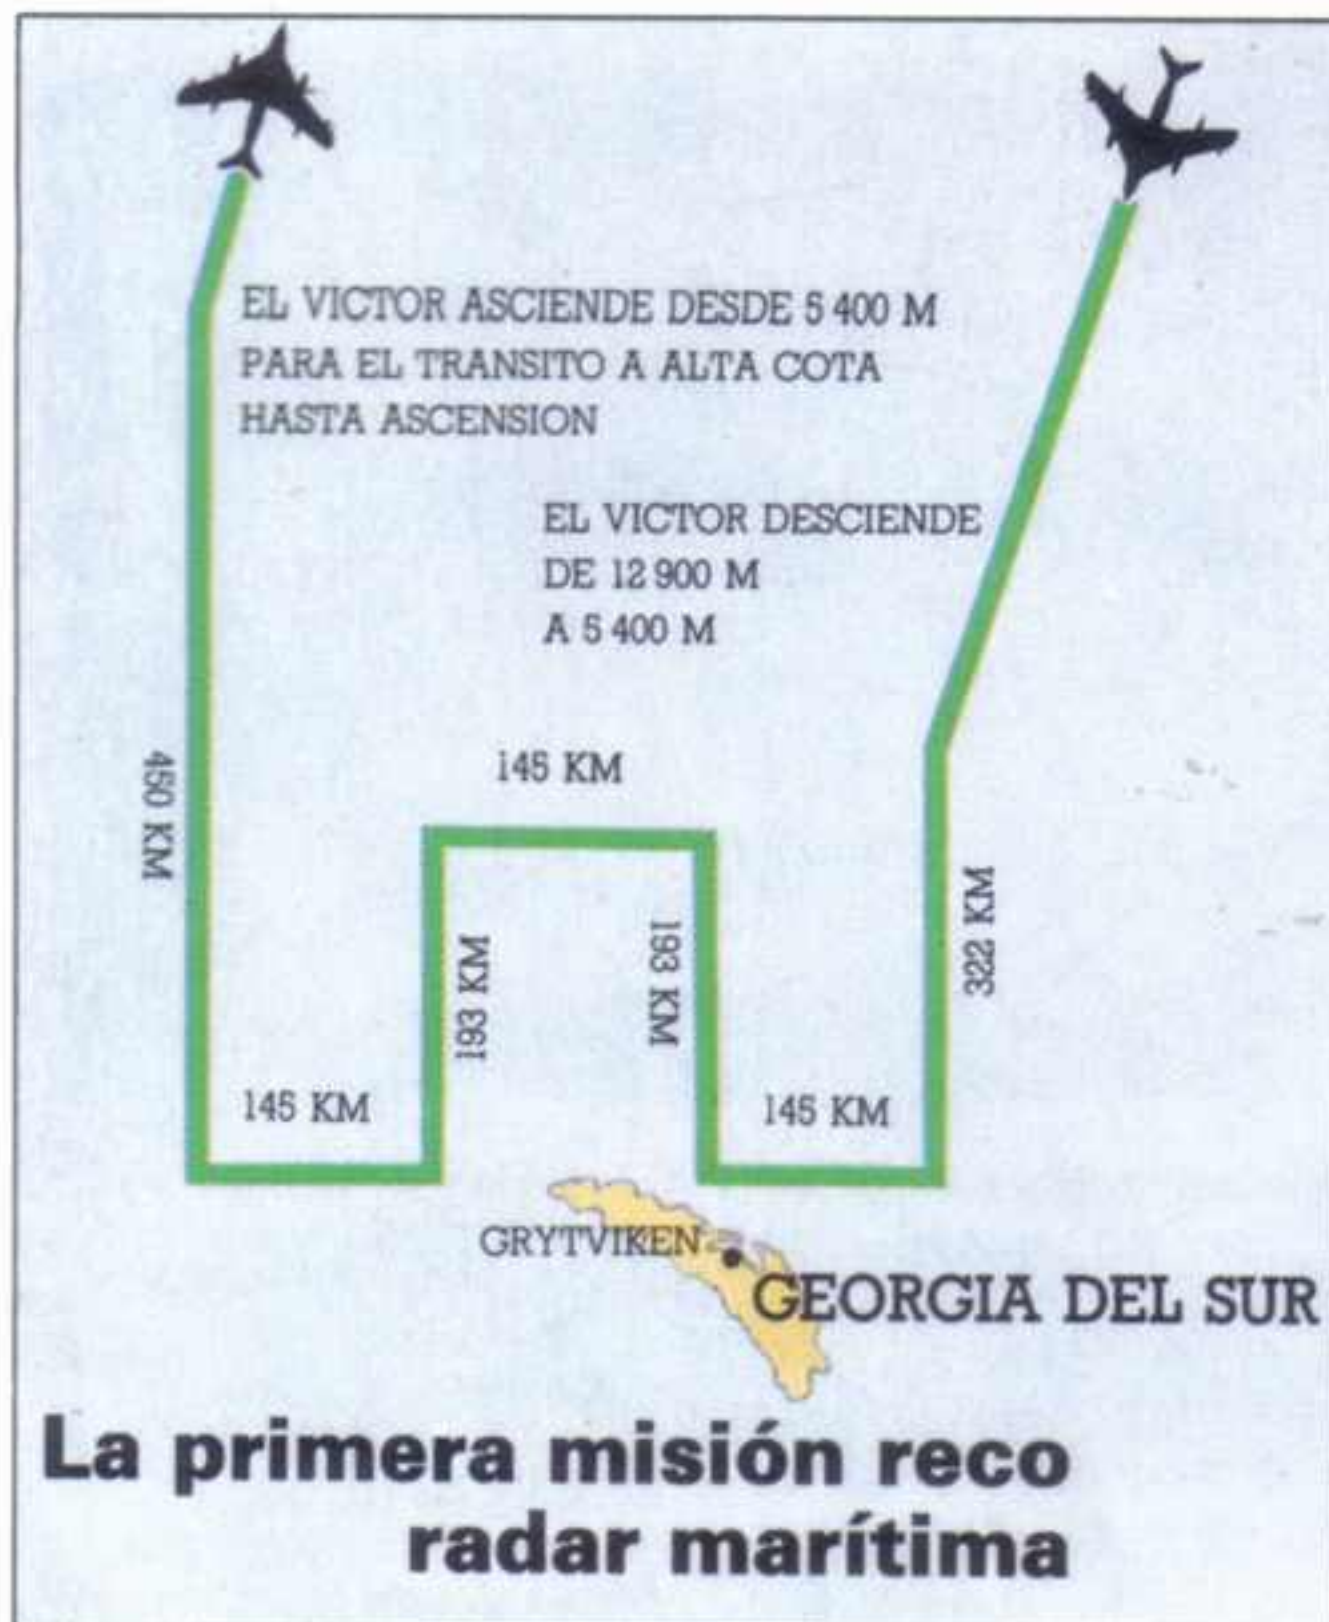 EL VICTOR ASCIENDE DESDE 5 400 M
PARA EL TRANSITO A ALTA COTA
HASTA ASCENSION
EL VICTOR DESCIENDE
DE 12 900 M
A 5 400 M
450 KM
145 KM
193 KM
193 KM
322 KM
145 KM
145 KM
GRYTVIKEN
GEORGIA DEL SUR
La primera misión reco
radar marítima